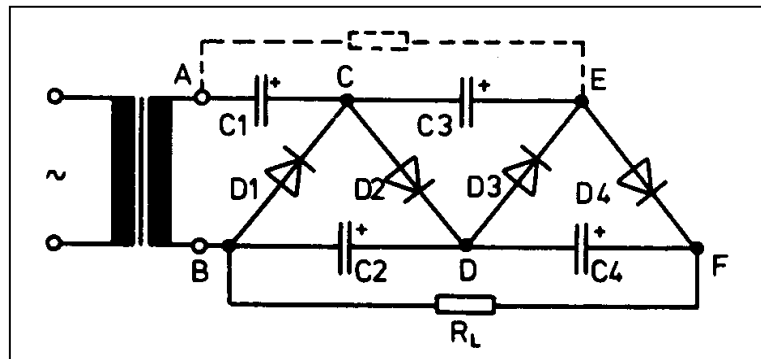 A C E
C1 + C3 +
~ D1 D2 D3 D4
B C2 + D C4 + F
RL